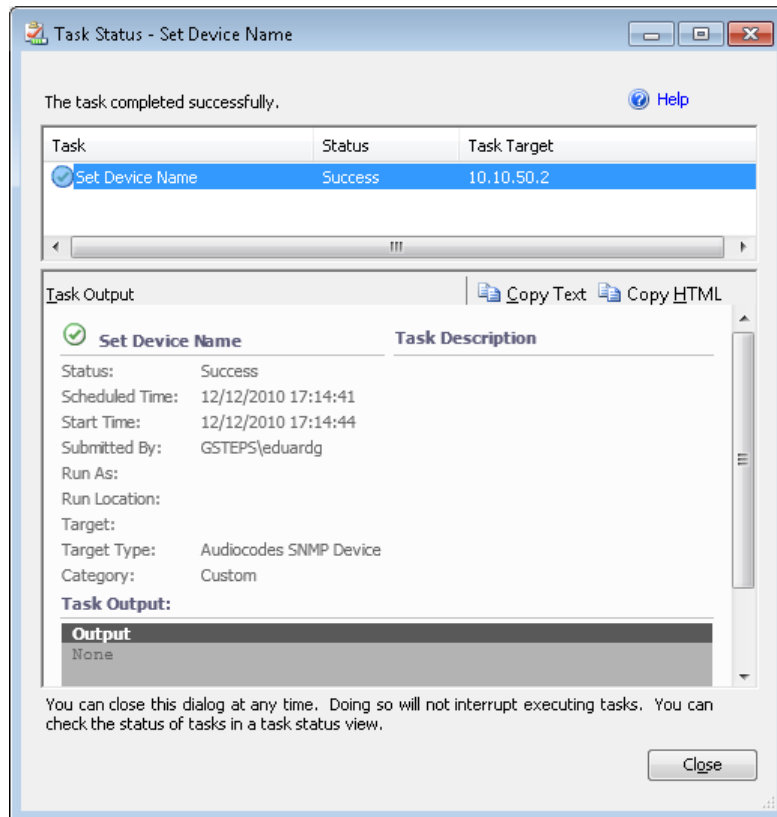 Task Status - Set Device Name
The task completed successfully.
Help
Task Status Task Target
Set Device Name Success 10.10.50.2
Task Output Copy Text Copy HTML
Set Device Name Task Description
Status: Success
Scheduled Time: 12/12/2010 17:14:41
Start Time: 12/12/2010 17:14:44
Submitted By: GSTEPS\eduardg
Run As:
Run Location:
Target:
Target Type: Audiocodes SNMP Device
Category: Custom
Task Output:
Output
None
You can close this dialog at any time. Doing so will not interrupt executing tasks. You can
check the status of tasks in a task status view.
Close